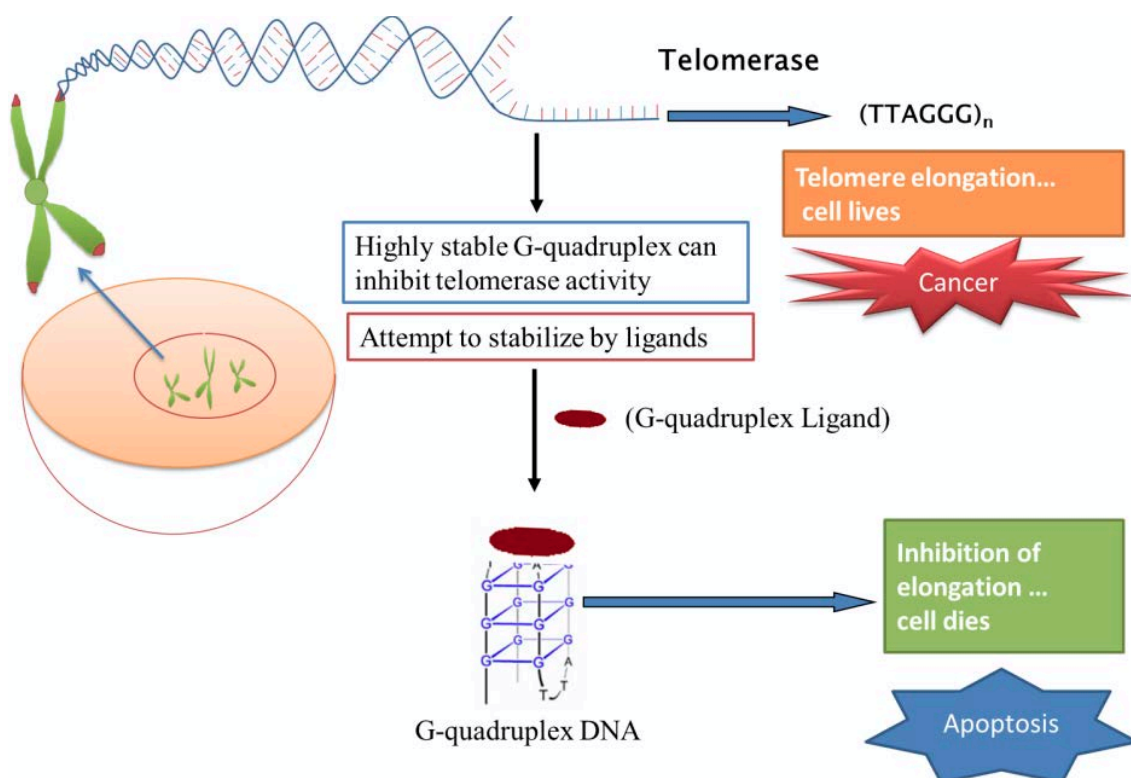 Telomerase
(TTAGGG)n
Telomere elongation...
cell lives
Cancer
Highly stable G-quadruplex can
inhibit telomerase activity
Attempt to stabilize by ligands
(G-quadruplex Ligand)
G A G
G G G
G G G
G G G
A
T T
G-quadruplex DNA
Inhibition of
elongation ...
cell dies
Apoptosis